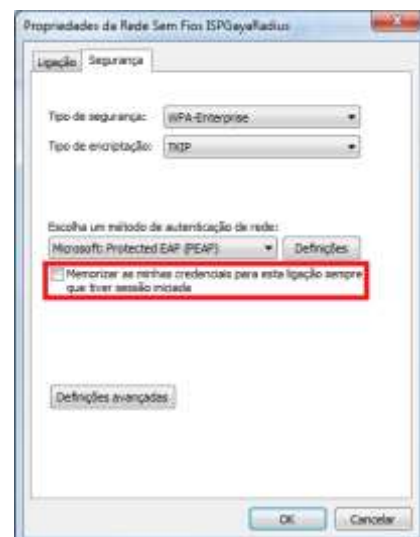 Propriedades da Rede Sem Fios ISPGayaRadius
Ligação Segurança
Tipo de segurança: WPA-Enterprise
Tipo de encriptação: TKIP
Escolha um método de autenticação de rede:
Microsoft: Protected EAP (PEAP) Definições
Memorizar as minhas credenciais para esta ligação sempre
que tiver sessão iniciada
Definições avançadas
OK Cancelar